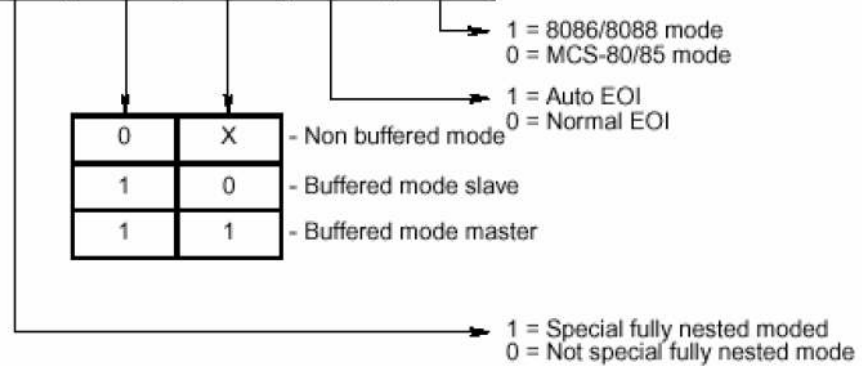 1 = 8086/8088 mode
0 = MCS-80/85 mode
1 = Auto EOI
0 = Normal EOI
0 X - Non buffered mode
1 0 - Buffered mode slave
1 1 - Buffered mode master
1 = Special fully nested moded
0 = Not special fully nested mode